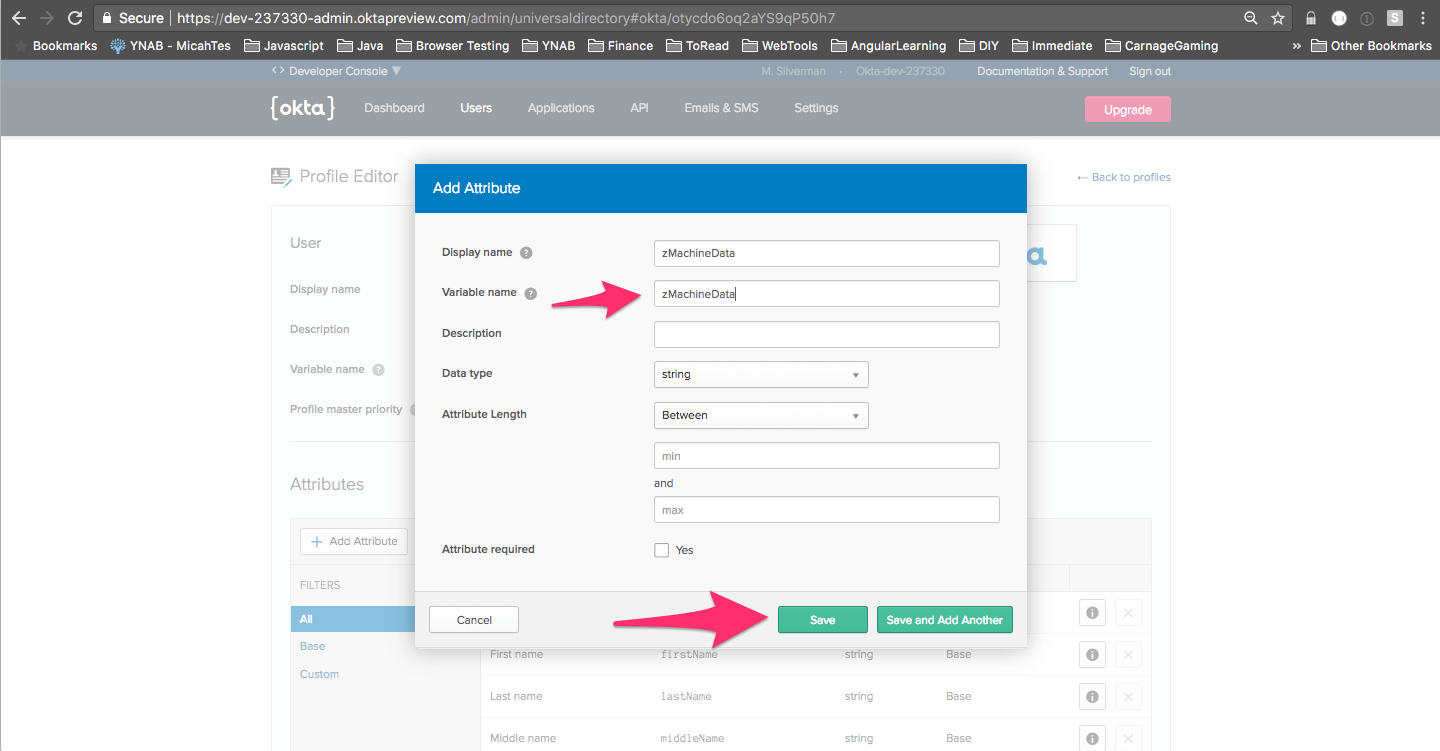 Secure https://dev-237330-admin.oktapreview.com/admin/universaldirectory#okta/otycdo6oq2aYS9qP50h7 S
Bookmarks YNAB - MicahTes Javascript Java Browser Testing YNAB Finance ToRead WebTools AngularLearning DIY Immediate CarnageGaming » Other Bookmarks
<> Developer Console ▼ M. Silverman · Okta-dev-237330 Documentation & Support Sign out
{okta} Dashboard Users Applications API Emails & SMS Settings Upgrade
Profile Editor ← Back to profiles
Add Attribute
User
Display name
Description
Variable name ?
Profile master priority
a
Display name ? zMachineData
Variable name ? zMachineData
Description
Data type string
Attribute Length Between
min
and
max
Attribute required Yes
Cancel Save Save and Add Another
Attributes
+ Add Attribute
FILTERS
All
Base
Custom
First name firstName string Base
Last name lastName string Base
Middle name middleName string Base